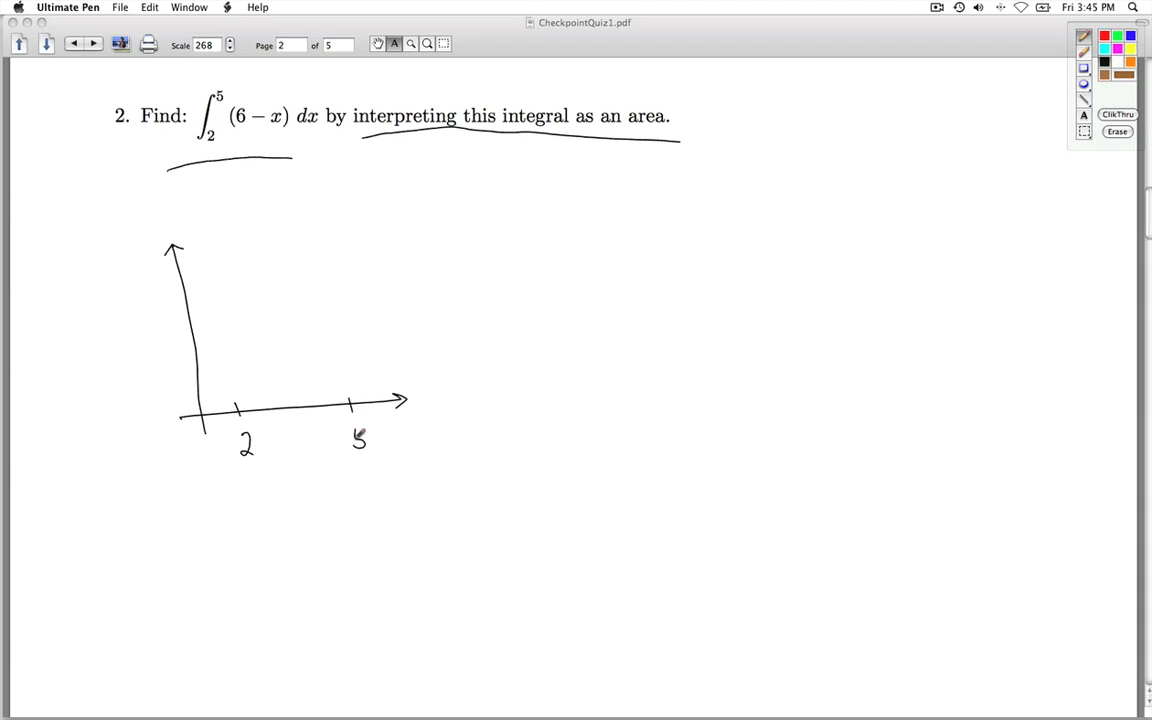 Ultimate Pen File Edit Window Help Fri 3:45 PM
CheckpointQuiz1.pdf
Scale 268 Page 2 of 5 A
A ClikThru
Erase
2. Find: ∫₂⁵ (6 − x) dx by interpreting this integral as an area.
2 5